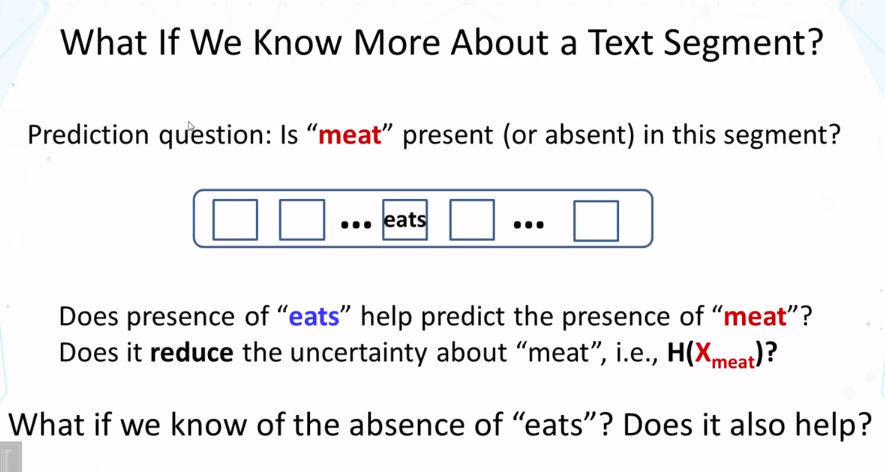 What If We Know More About a Text Segment?
Prediction question: Is “meat” present (or absent) in this segment?
... eats ...
Does presence of “eats” help predict the presence of “meat”?
Does it reduce the uncertainty about “meat”, i.e., H(Xmeat)?
What if we know of the absence of “eats”? Does it also help?